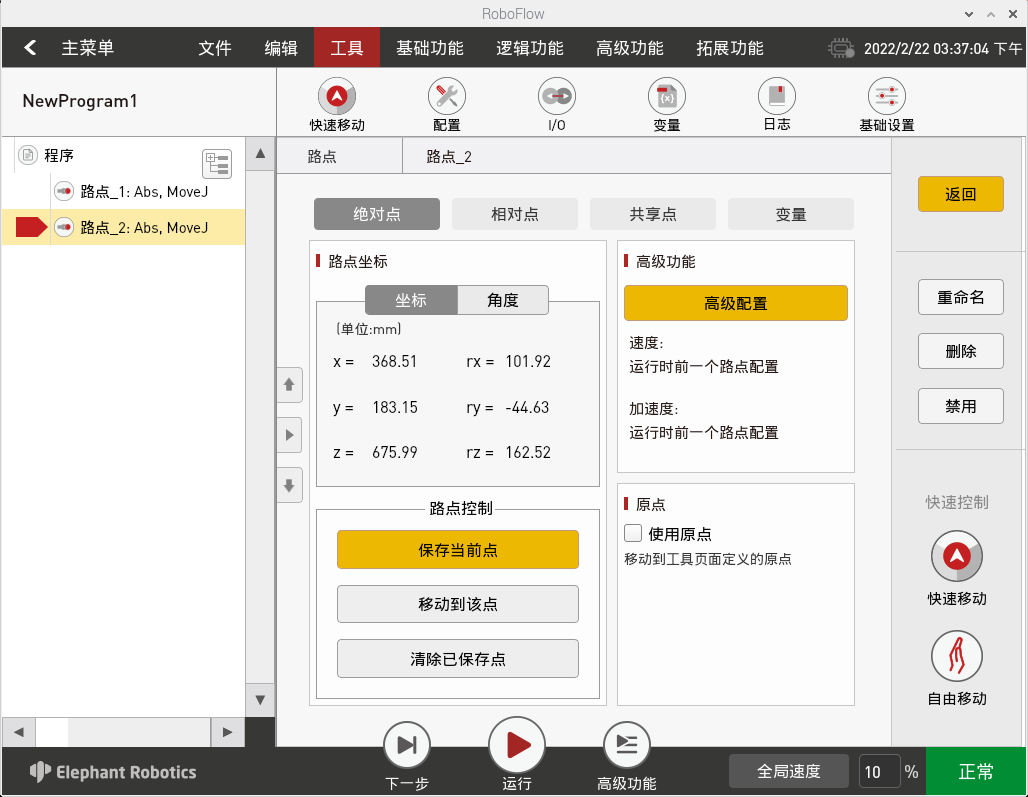 RoboFlow
主菜单 文件 编辑 工具 基础功能 逻辑功能 高级功能 拓展功能 2022/2/22 03:37:04 下午
NewProgram1
快速移动 配置 I/O 变量 日志 基础设置
程序
路点_1: Abs, MoveJ
路点_2: Abs, MoveJ
路点 路点_2
绝对点 相对点 共享点 变量
路点坐标
坐标 角度
(单位:mm)
x = 368.51 rx = 101.92
y = 183.15 ry = -44.63
z = 675.99 rz = 162.52
路点控制
保存当前点
移动到该点
清除已保存点
高级功能
高级配置
速度:
运行时前一个路点配置
加速度:
运行时前一个路点配置
原点
使用原点
移动到工具页面定义的原点
返回
重命名
删除
禁用
快速控制
快速移动
自由移动
Elephant Robotics
下一步 运行 高级功能
全局速度 10 % 正常